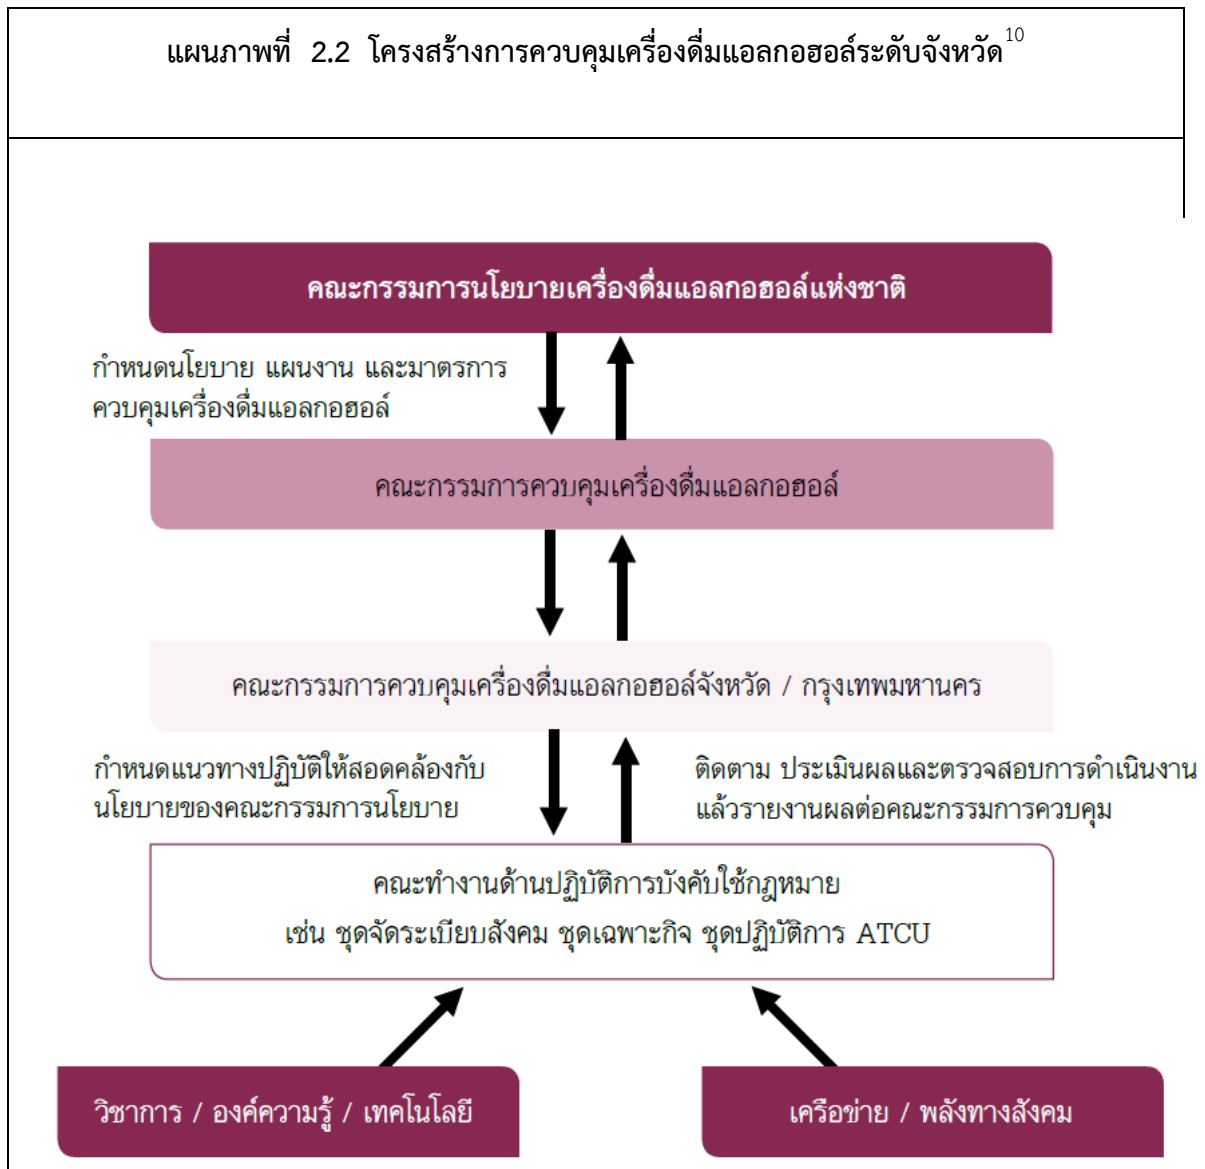 แผนภาพที่ 2.2 โครงสร้างการควบคุมเครื่องดื่มแอลกอฮอล์ระดับจังหวัด¹⁰
คณะกรรมการนโยบายเครื่องดื่มแอลกอฮอล์แห่งชาติ
กำหนดนโยบาย แผนงาน และมาตรการ
ควบคุมเครื่องดื่มแอลกอฮอล์
คณะกรรมการควบคุมเครื่องดื่มแอลกอฮอล์
คณะกรรมการควบคุมเครื่องดื่มแอลกอฮอล์จังหวัด / กรุงเทพมหานคร
กำหนดแนวทางปฏิบัติให้สอดคล้องกับ
นโยบายของคณะกรรมการนโยบาย
ติดตาม ประเมินผลและตรวจสอบการดำเนินงาน
แล้วรายงานผลต่อคณะกรรมการควบคุม
คณะทำงานด้านปฏิบัติการบังคับใช้กฎหมาย
เช่น ชุดจัดระเบียบสังคม ชุดเฉพาะกิจ ชุดปฏิบัติการ ATCU
วิชาการ / องค์ความรู้ / เทคโนโลยี
เครือข่าย / พลังทางสังคม